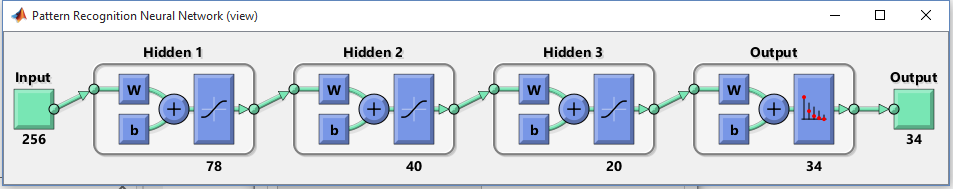 Pattern Recognition Neural Network (view)
Hidden 1 Hidden 2 Hidden 3 Output
Input Output
W W W W
b b b b
256 34
78 40 20 34